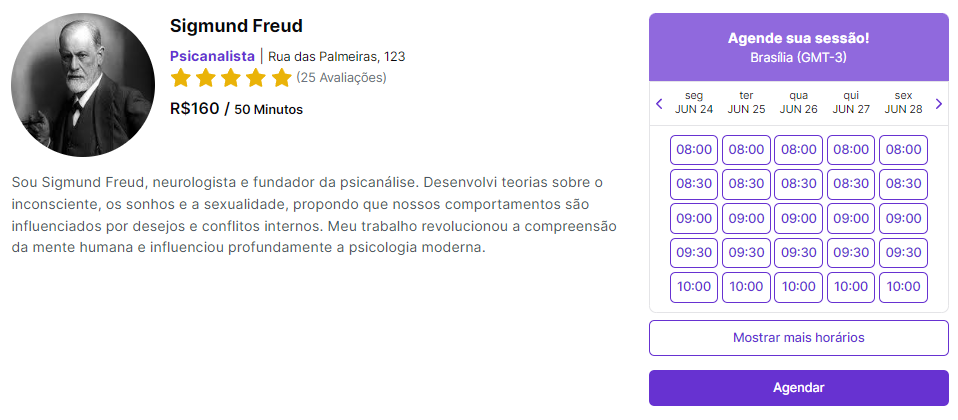 Sigmund Freud
Psicanalista | Rua das Palmeiras, 123
(25 Avaliações)
R$160 / 50 Minutos
Sou Sigmund Freud, neurologista e fundador da psicanálise. Desenvolvi teorias sobre o
inconsciente, os sonhos e a sexualidade, propondo que nossos comportamentos são
influenciados por desejos e conflitos internos. Meu trabalho revolucionou a compreensão
da mente humana e influenciou profundamente a psicologia moderna.
Agende sua sessão!
Brasília (GMT-3)
seg ter qua qui sex
JUN 24 JUN 25 JUN 26 JUN 27 JUN 28
08:00 08:00 08:00 08:00 08:00
08:30 08:30 08:30 08:30 08:30
09:00 09:00 09:00 09:00 09:00
09:30 09:30 09:30 09:30 09:30
10:00 10:00 10:00 10:00 10:00
Mostrar mais horários
Agendar